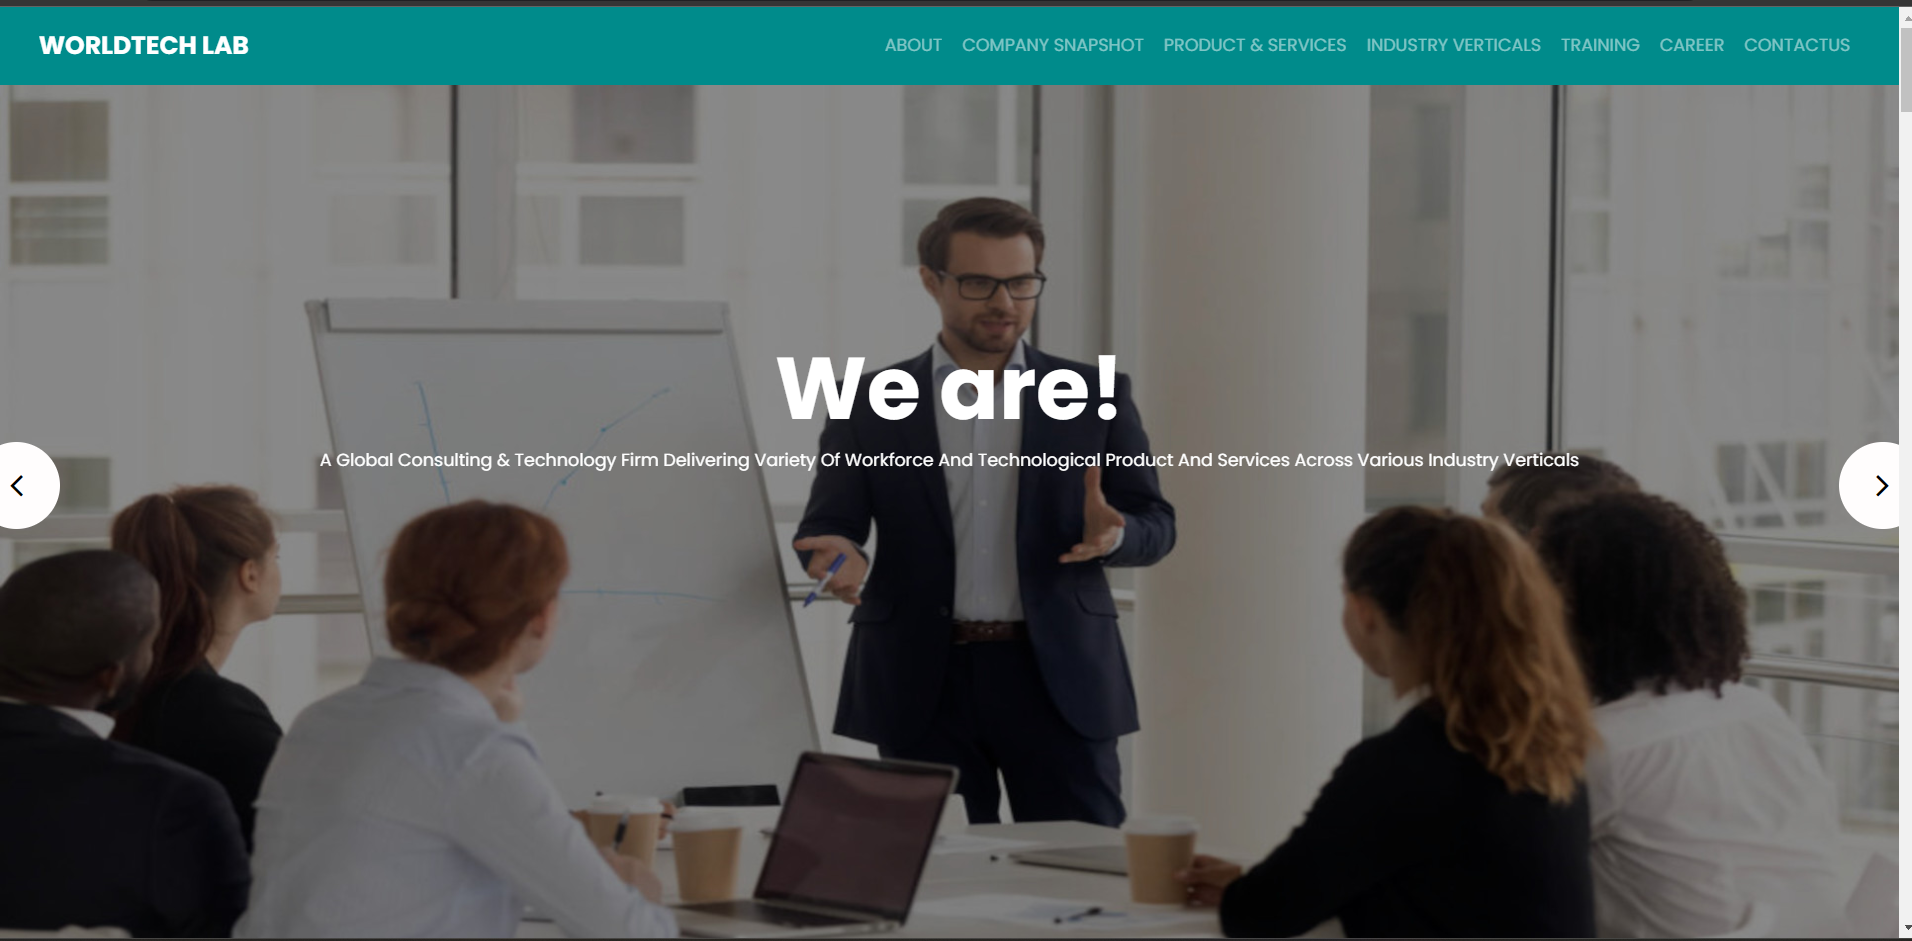 WORLDTECH LAB
ABOUT COMPANY SNAPSHOT PRODUCT & SERVICES INDUSTRY VERTICALS TRAINING CAREER CONTACTUS
We are!
A Global Consulting & Technology Firm Delivering Variety Of Workforce And Technological Product And Services Across Various Industry Verticals